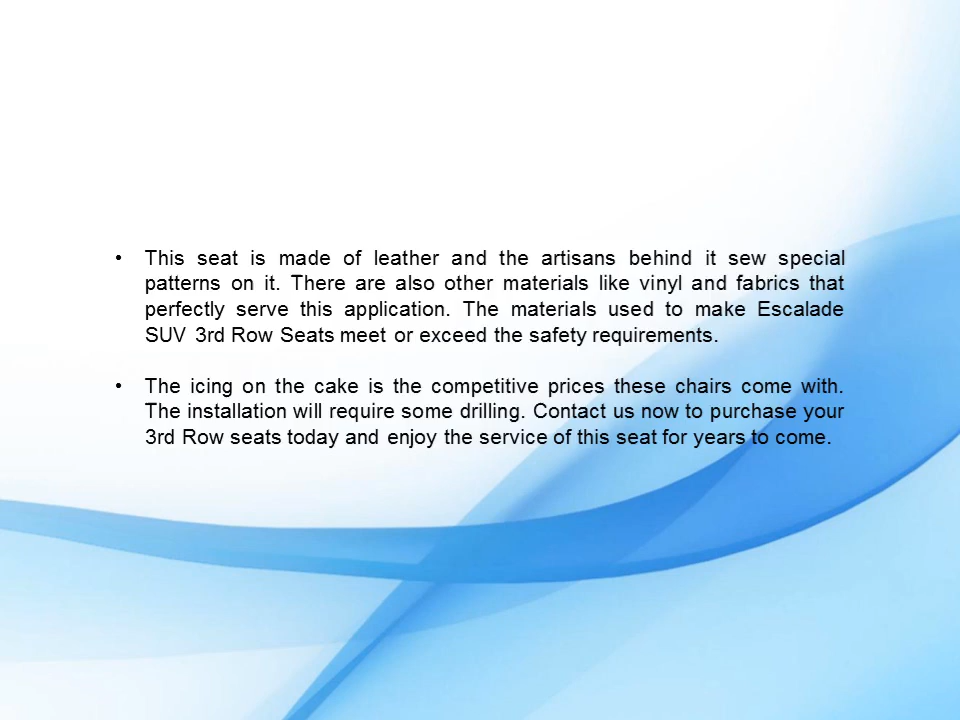 • This seat is made of leather and the artisans behind it sew special
patterns on it. There are also other materials like vinyl and fabrics that
perfectly serve this application. The materials used to make Escalade
SUV 3rd Row Seats meet or exceed the safety requirements.
• The icing on the cake is the competitive prices these chairs come with.
The installation will require some drilling. Contact us now to purchase your
3rd Row seats today and enjoy the service of this seat for years to come.